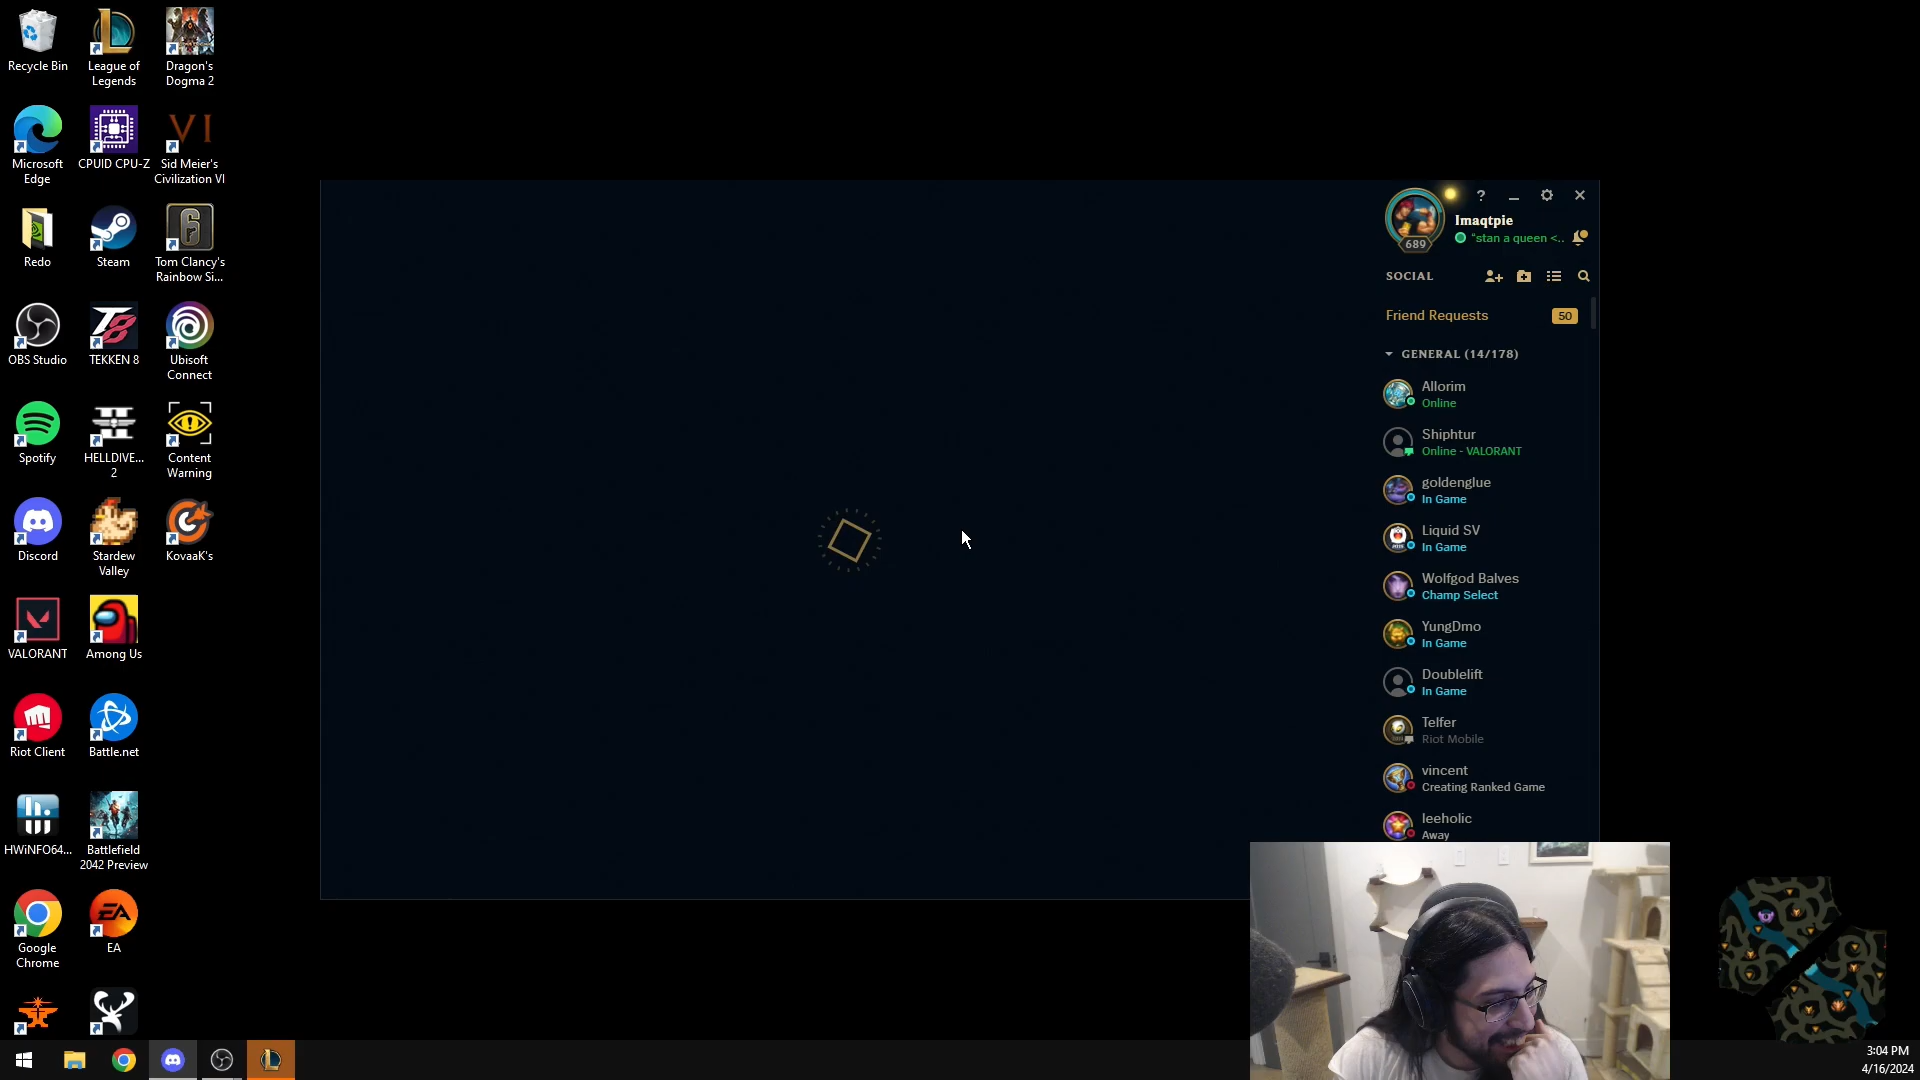 Recycle Bin
League of
Legends
Dragon's
Dogma 2
Microsoft
Edge
CPUID CPU-Z
VI
Sid Meier's
Civilization VI
Redo
Steam
6
Tom Clancy's
Rainbow Si...
OBS Studio
T8
TEKKEN 8
Ubisoft
Connect
Spotify
HELLDIVE...
2
Content
Warning
Discord
Stardew
Valley
KovaaK's
VALORANT
Among Us
Riot Client
Battle.net
HWiNFO64...
Battlefield
2042 Preview
Google
Chrome
EA
EA
?
Imaqtpie
"stan a queen <..
689
SOCIAL
Friend Requests
50
GENERAL (14/178)
Allorim
Online
Shiphtur
Online - VALORANT
goldenglue
In Game
Liquid SV
In Game
Wolfgod Balves
Champ Select
YungDmo
In Game
Doublelift
In Game
Telfer
Riot Mobile
vincent
Creating Ranked Game
leeholic
Away
3:04 PM
4/16/2024